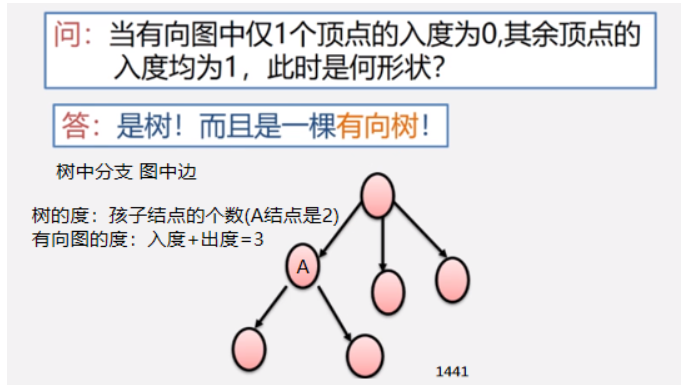 问：当有向图中仅1个顶点的入度为0,其余顶点的
入度均为1，此时是何形状？
答：是树！而且是一棵有向树！
树中分支 图中边
树的度：孩子结点的个数(A结点是2)
有向图的度：入度+出度=3
A
1441